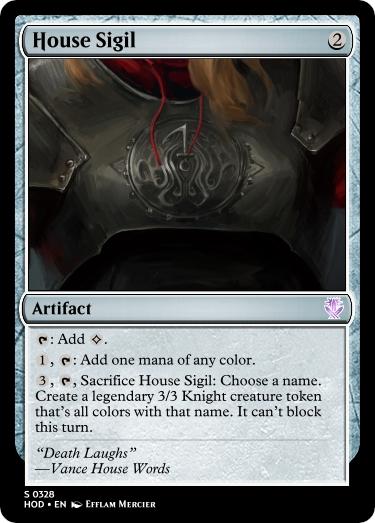 House Sigil 2
Artifact
: Add .
1, : Add one mana of any color.
3, , Sacrifice House Sigil: Choose a name.
Create a legendary 3/3 Knight creature token
that's all colors with that name. It can't block
this turn.
“Death Laughs”
—Vance House Words
S 0328
HOD • EN Efflam Mercier